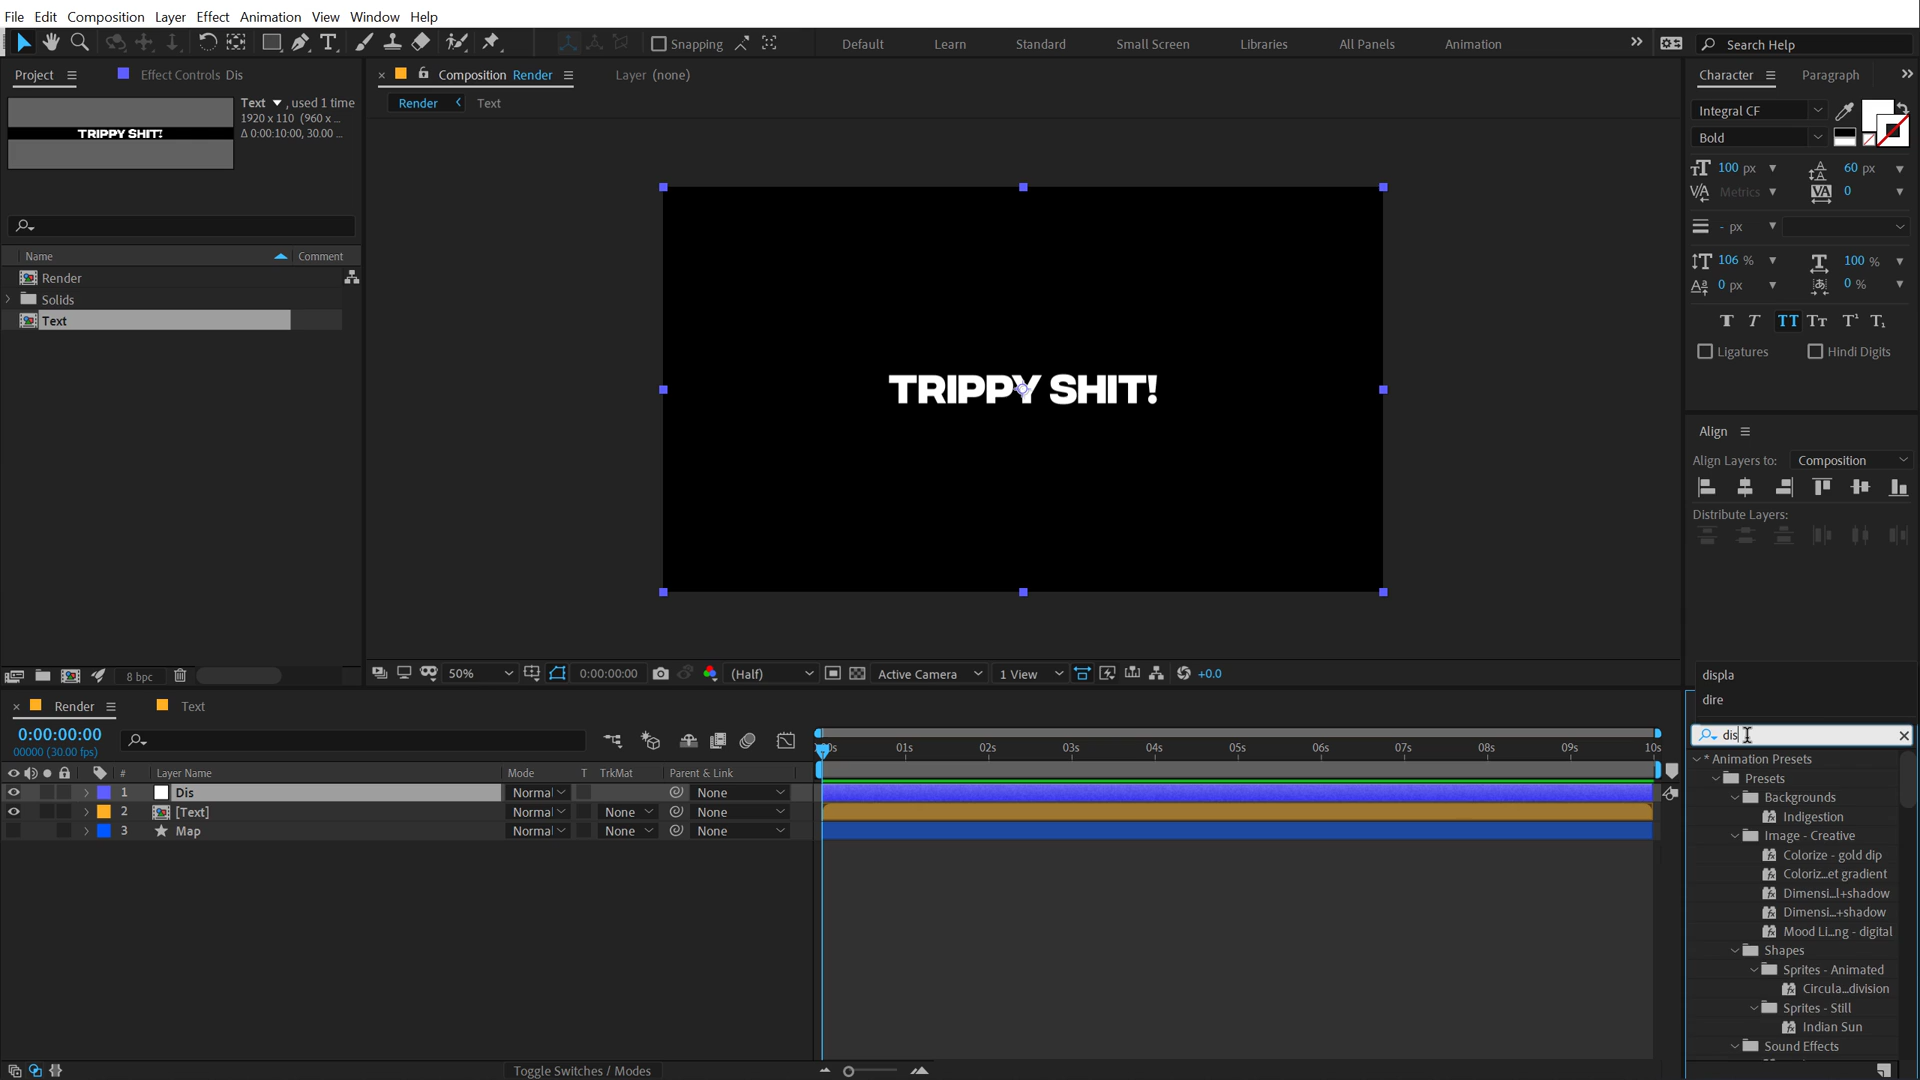 File Edit Composition Layer Effect Animation View Window Help
Snapping Default Learn Standard Small Screen Libraries All Panels Animation Search Help
Project Effect Controls Dis
TRIPPY SHIT!
Text , used 1 time
1920 x 110 (960 x ...
Δ 0:00:10:00, 30.00 ...
Name Comment
Render
Solids
Text
8 bpc
Composition Render Layer (none)
Render Text
TRIPPY SHIT!
50% 0:00:00:00 (Half) Active Camera 1 View +0.0
Character Paragraph
Integral CF
Bold
100 px 60 px
Metrics 0
- px
106 % 100 %
0 px 0 %
Ligatures Hindi Digits
Align
Align Layers to: Composition
Distribute Layers:
displa
dire
dis
* Animation Presets
Presets
Backgrounds
Indigestion
Image - Creative
Colorize - gold dip
Coloriz...et gradient
Dimensi...l+shadow
Dimensi...+shadow
Mood Li...ng - digital
Shapes
Sprites - Animated
Circula...division
Sprites - Still
Indian Sun
Sound Effects
Render Text
0:00:00:00
00000 (30.00 fps)
01s 02s 03s 04s 05s 06s 07s 08s 09s 10s
# Layer Name Mode T TrkMat Parent & Link
1 Dis Normal None
2 [Text] Normal None None
3 Map Normal None None
Toggle Switches / Modes